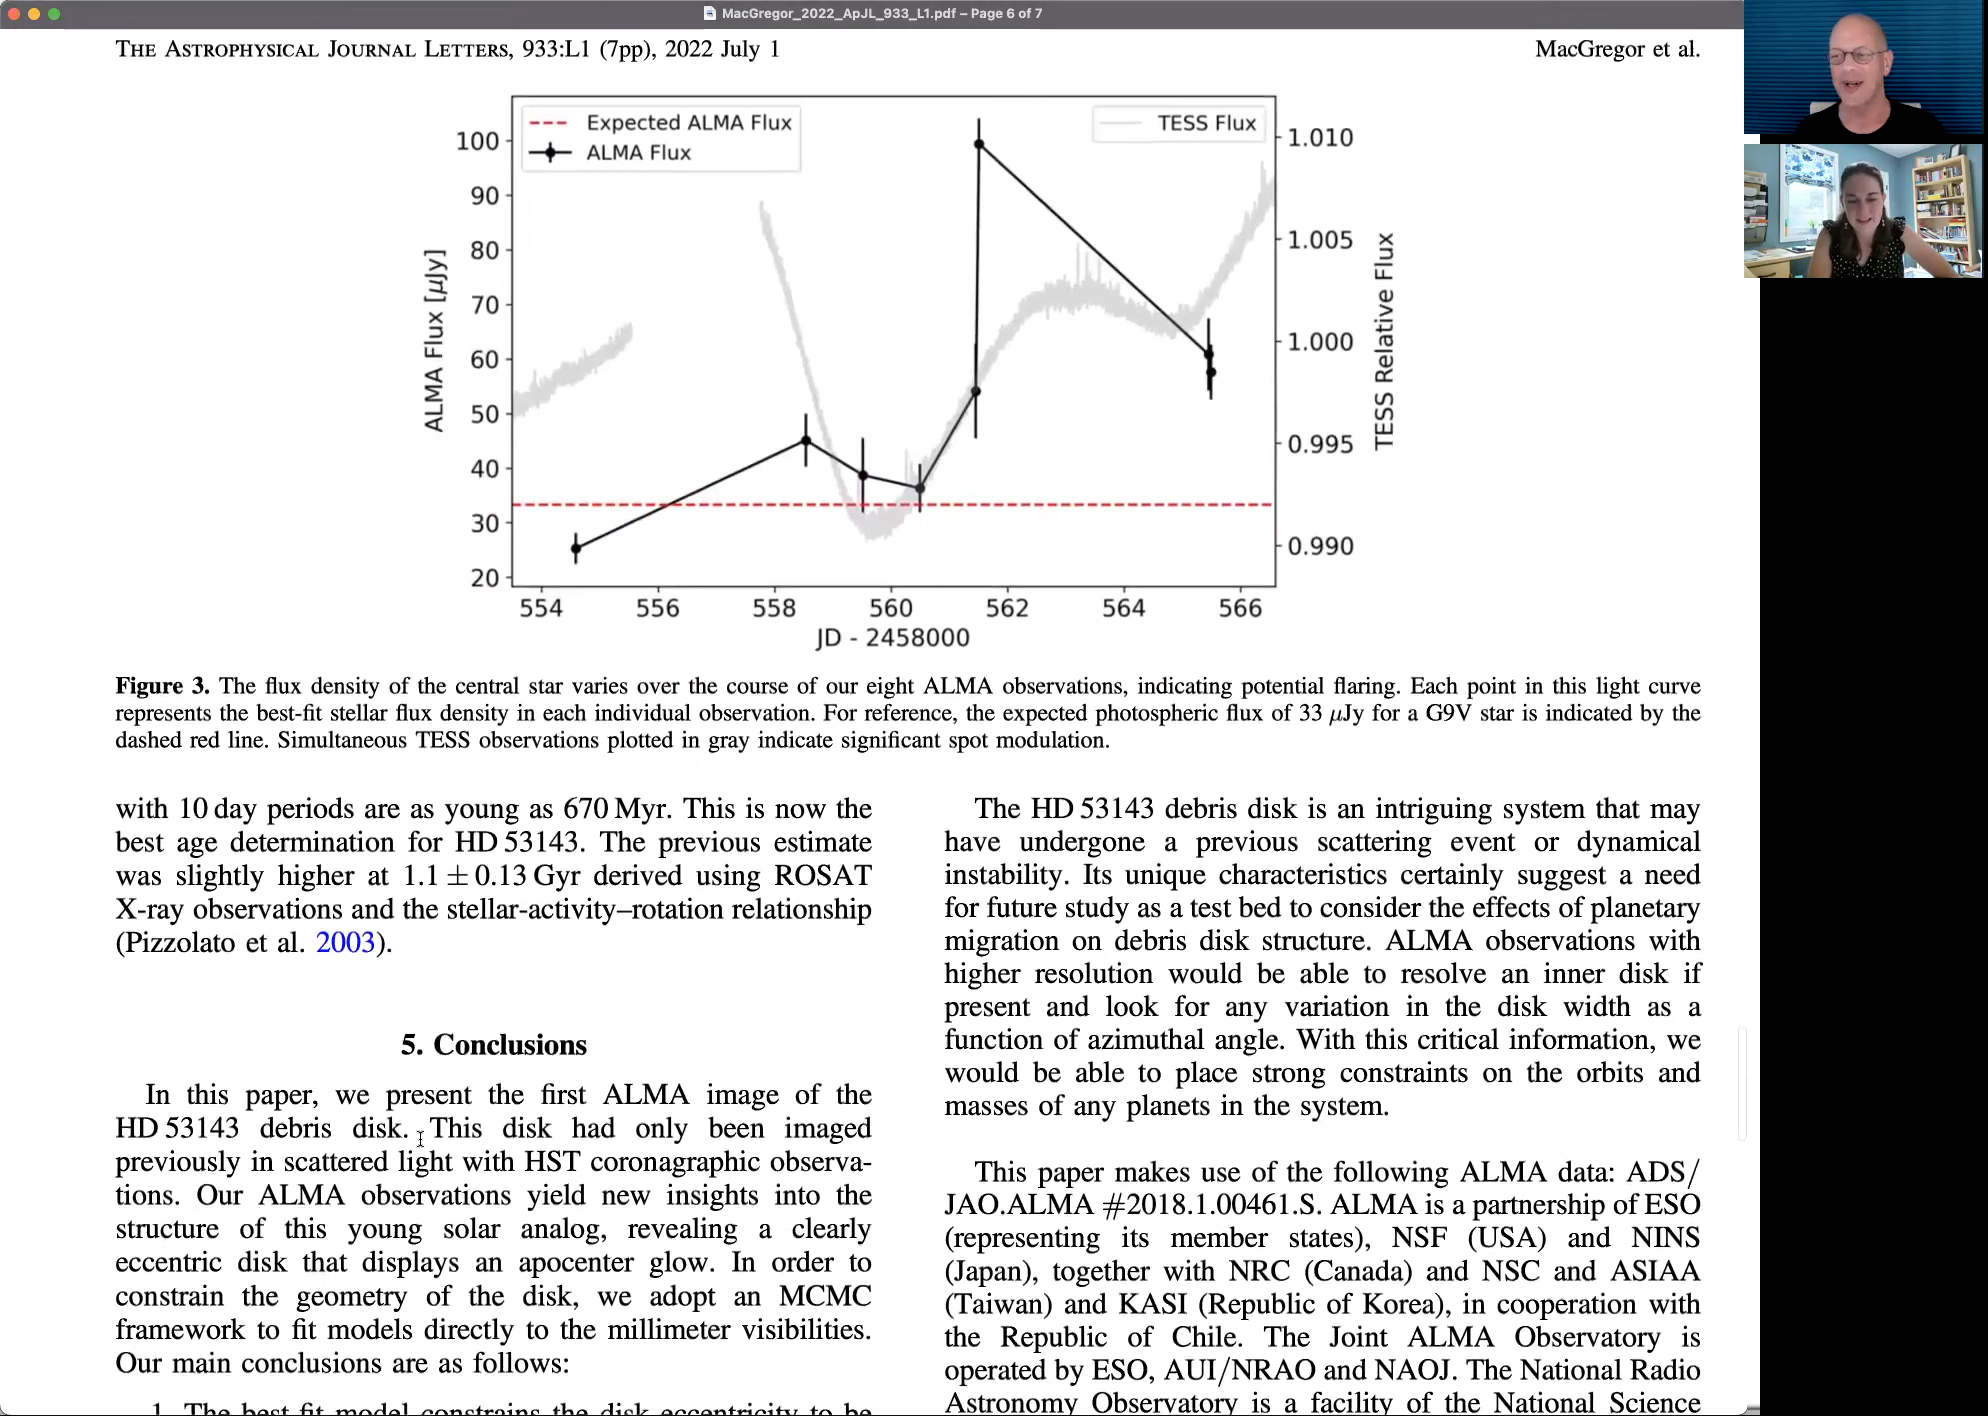 MacGregor_2022_ApJL_933_L1.pdf – Page 6 of 7
THE ASTROPHYSICAL JOURNAL LETTERS, 933:L1 (7pp), 2022 July 1
MacGregor et al.
Expected ALMA Flux
ALMA Flux
TESS Flux
100
90
80
70
60
50
40
30
20
ALMA Flux [μJy]
1.010
1.005
1.000
0.995
0.990
TESS Relative Flux
554 556 558 560 562 564 566
JD - 2458000
Figure 3. The flux density of the central star varies over the course of our eight ALMA observations, indicating potential flaring. Each point in this light curve
represents the best-fit stellar flux density in each individual observation. For reference, the expected photospheric flux of 33 μJy for a G9V star is indicated by the
dashed red line. Simultaneous TESS observations plotted in gray indicate significant spot modulation.
with 10 day periods are as young as 670 Myr. This is now the
best age determination for HD 53143. The previous estimate
was slightly higher at 1.1 ± 0.13 Gyr derived using ROSAT
X-ray observations and the stellar-activity–rotation relationship
(Pizzolato et al. 2003).
5. Conclusions
In this paper, we present the first ALMA image of the
HD 53143 debris disk. This disk had only been imaged
previously in scattered light with HST coronagraphic observa-
tions. Our ALMA observations yield new insights into the
structure of this young solar analog, revealing a clearly
eccentric disk that displays an apocenter glow. In order to
constrain the geometry of the disk, we adopt an MCMC
framework to fit models directly to the millimeter visibilities.
Our main conclusions are as follows:
1. The best fit model constrains the disk eccentricity to be
The HD 53143 debris disk is an intriguing system that may
have undergone a previous scattering event or dynamical
instability. Its unique characteristics certainly suggest a need
for future study as a test bed to consider the effects of planetary
migration on debris disk structure. ALMA observations with
higher resolution would be able to resolve an inner disk if
present and look for any variation in the disk width as a
function of azimuthal angle. With this critical information, we
would be able to place strong constraints on the orbits and
masses of any planets in the system.
This paper makes use of the following ALMA data: ADS/
JAO.ALMA #2018.1.00461.S. ALMA is a partnership of ESO
(representing its member states), NSF (USA) and NINS
(Japan), together with NRC (Canada) and NSC and ASIAA
(Taiwan) and KASI (Republic of Korea), in cooperation with
the Republic of Chile. The Joint ALMA Observatory is
operated by ESO, AUI/NRAO and NAOJ. The National Radio
Astronomy Observatory is a facility of the National Science